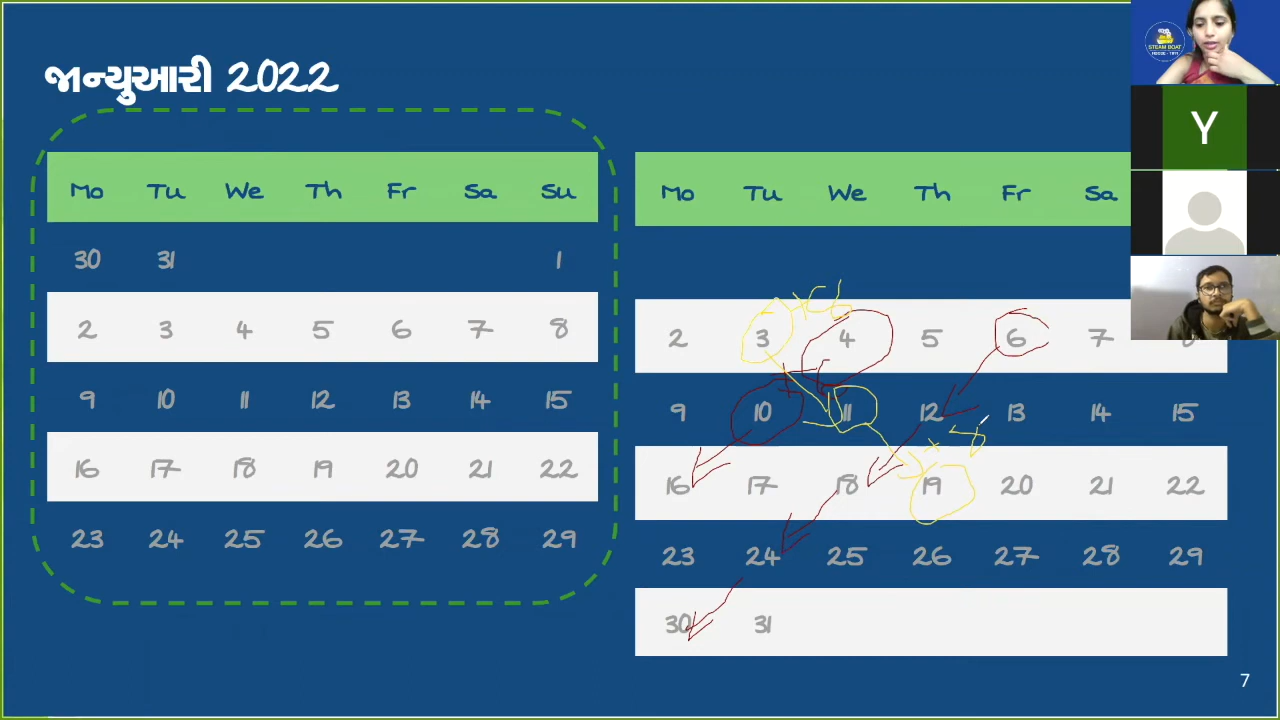 જાન્યુઆરી 2022
Mo Tu We Th Fr Sa Su
30 31 1
2 3 4 5 6 7 8
9 10 11 12 13 14 15
16 17 18 19 20 21 22
23 24 25 26 27 28 29
Mo Tu We Th Fr Sa
2 3 4 5 6 7
9 10 11 12 13 14 15
16 17 18 19 20 21 22
23 24 25 26 27 28 29
30 31
STEAM BOAT
Y
7